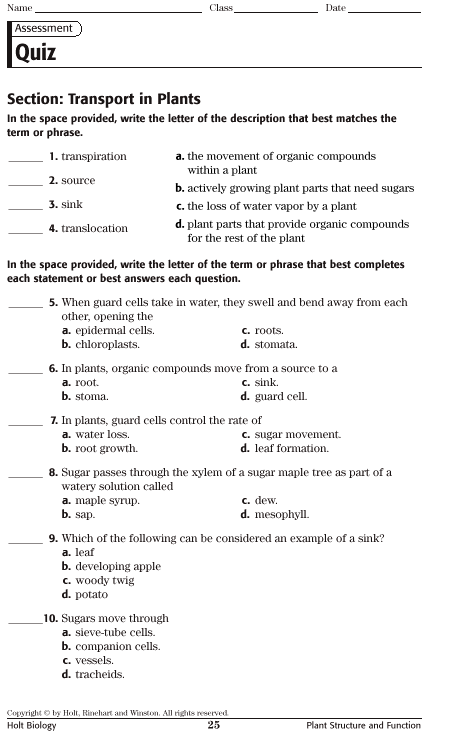 Name Class Date
Assessment
Quiz
Section: Transport in Plants
In the space provided, write the letter of the description that best matches the
term or phrase.
______ 1. transpiration
______ 2. source
______ 3. sink
______ 4. translocation
a. the movement of organic compounds
within a plant
b. actively growing plant parts that need sugars
c. the loss of water vapor by a plant
d. plant parts that provide organic compounds
for the rest of the plant
In the space provided, write the letter of the term or phrase that best completes
each statement or best answers each question.
______ 5. When guard cells take in water, they swell and bend away from each
other, opening the
a. epidermal cells. c. roots.
b. chloroplasts. d. stomata.
______ 6. In plants, organic compounds move from a source to a
a. root. c. sink.
b. stoma. d. guard cell.
______ 7. In plants, guard cells control the rate of
a. water loss. c. sugar movement.
b. root growth. d. leaf formation.
______ 8. Sugar passes through the xylem of a sugar maple tree as part of a
watery solution called
a. maple syrup. c. dew.
b. sap. d. mesophyll.
______ 9. Which of the following can be considered an example of a sink?
a. leaf
b. developing apple
c. woody twig
d. potato
______ 10. Sugars move through
a. sieve-tube cells.
b. companion cells.
c. vessels.
d. tracheids.
Copyright © by Holt, Rinehart and Winston. All rights reserved.
Holt Biology 25 Plant Structure and Function